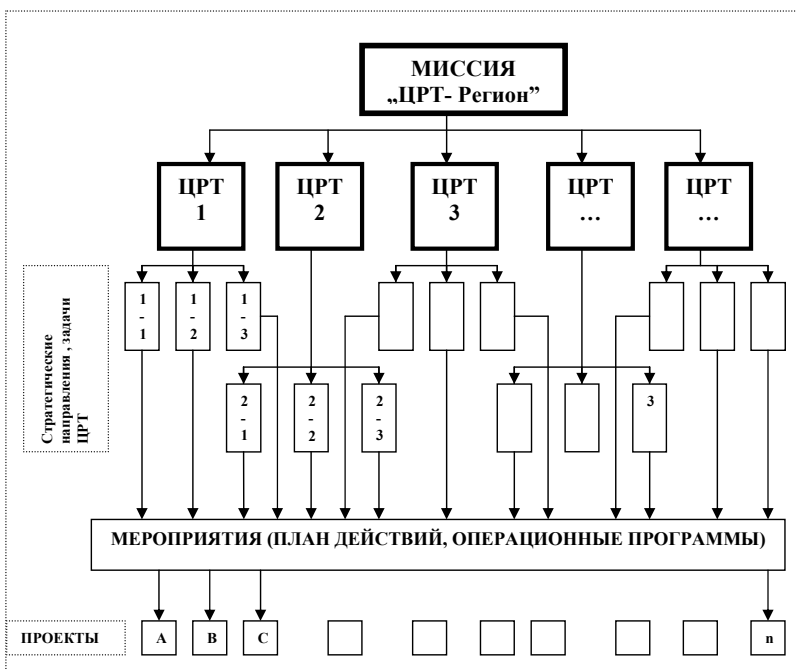 МИССИЯ
„ЦРТ- Регион”
ЦРТ
1
ЦРТ
2
ЦРТ
3
ЦРТ
...
ЦРТ
...
Стратегические
направления , задачи
ЦРТ
1
-
1
1
-
2
1
-
3
2
-
1
2
-
2
2
-
3
3
МЕРОПРИЯТИЯ (ПЛАН ДЕЙСТВИЙ, ОПЕРАЦИОННЫЕ ПРОГРАММЫ)
ПРОЕКТЫ
А
В
С
n